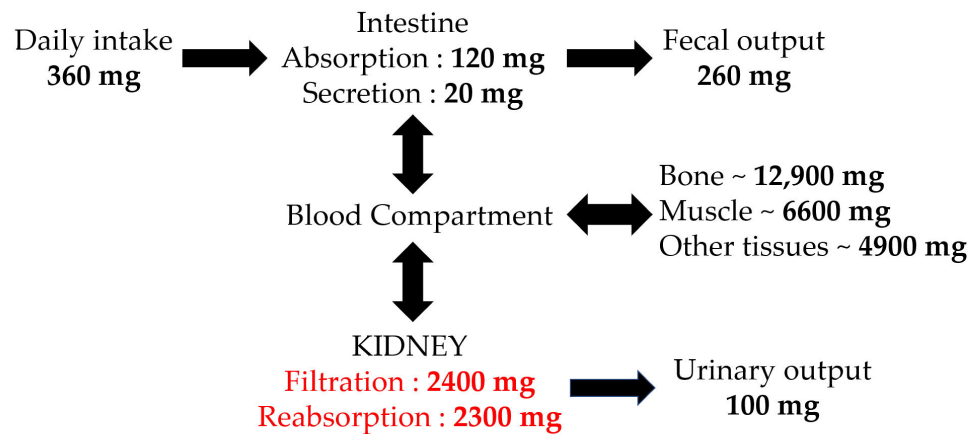 Daily intake
360 mg
Intestine
Absorption : 120 mg
Secretion : 20 mg
Fecal output
260 mg
Blood Compartment
Bone ~ 12,900 mg
Muscle ~ 6600 mg
Other tissues ~ 4900 mg
KIDNEY
Filtration : 2400 mg
Reabsorption : 2300 mg
Urinary output
100 mg